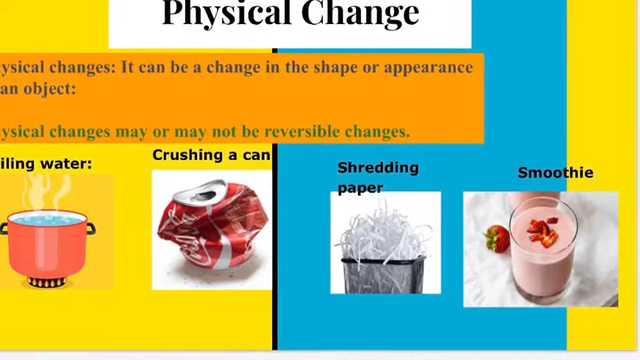 Physical Change
ysical changes: It can be a change in the shape or appearance
an object:
ysical changes may or may not be reversible changes.
iling water:
Crushing a can
Shredding
paper
Smoothie